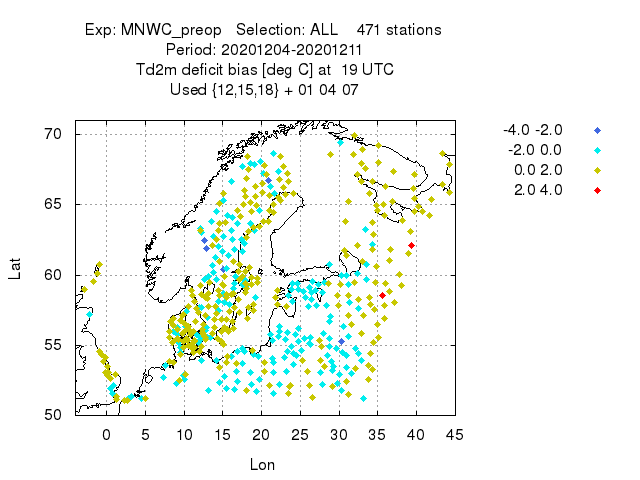 Exp: MNWC_preop Selection: ALL 471 stations
Period: 20201204-20201211
Td2m deficit bias [deg C] at 19 UTC
Used {12,15,18} + 01 04 07
-4.0 -2.0
-2.0 0.0
0.0 2.0
2.0 4.0
70
65
60
55
50
Lat
0 5 10 15 20 25 30 35 40 45
Lon